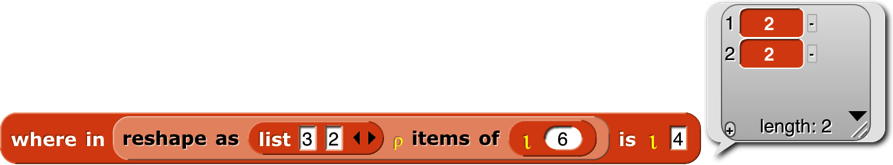 1 2 -
2 2 -
+ length: 2
where in reshape as list 3 2 ρ items of ι 6 is ι 4